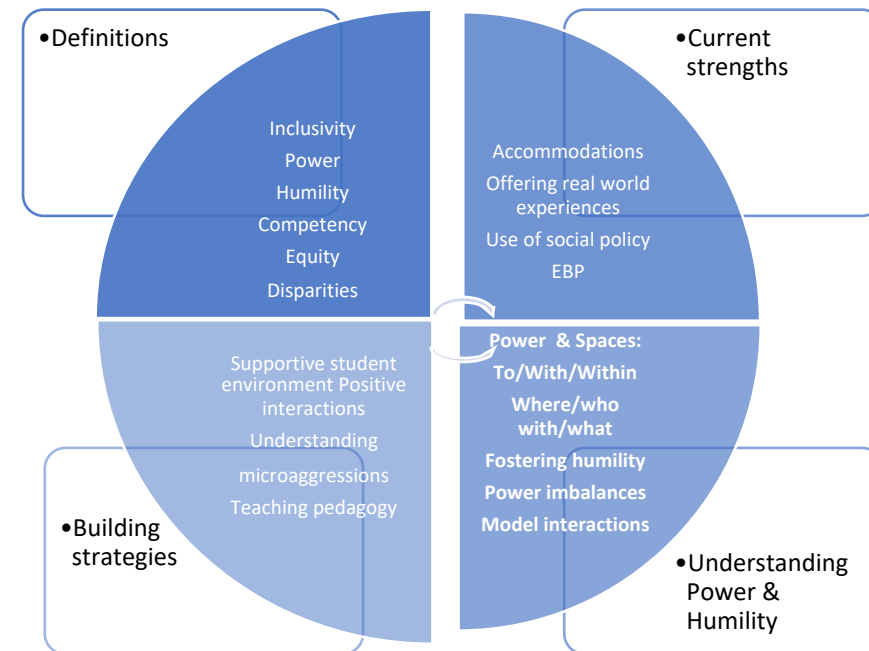 •Definitions
Inclusivity
Power
Humility
Competency
Equity
Disparities
•Current
strengths
Accommodations
Offering real world
experiences
Use of social policy
EBP
Supportive student
environment Positive
interactions
Understanding
microaggressions
Teaching pedagogy
•Building
strategies
Power & Spaces:
To/With/Within
Where/who
with/what
Fostering humility
Power imbalances
Model interactions
•Understanding
Power &
Humility